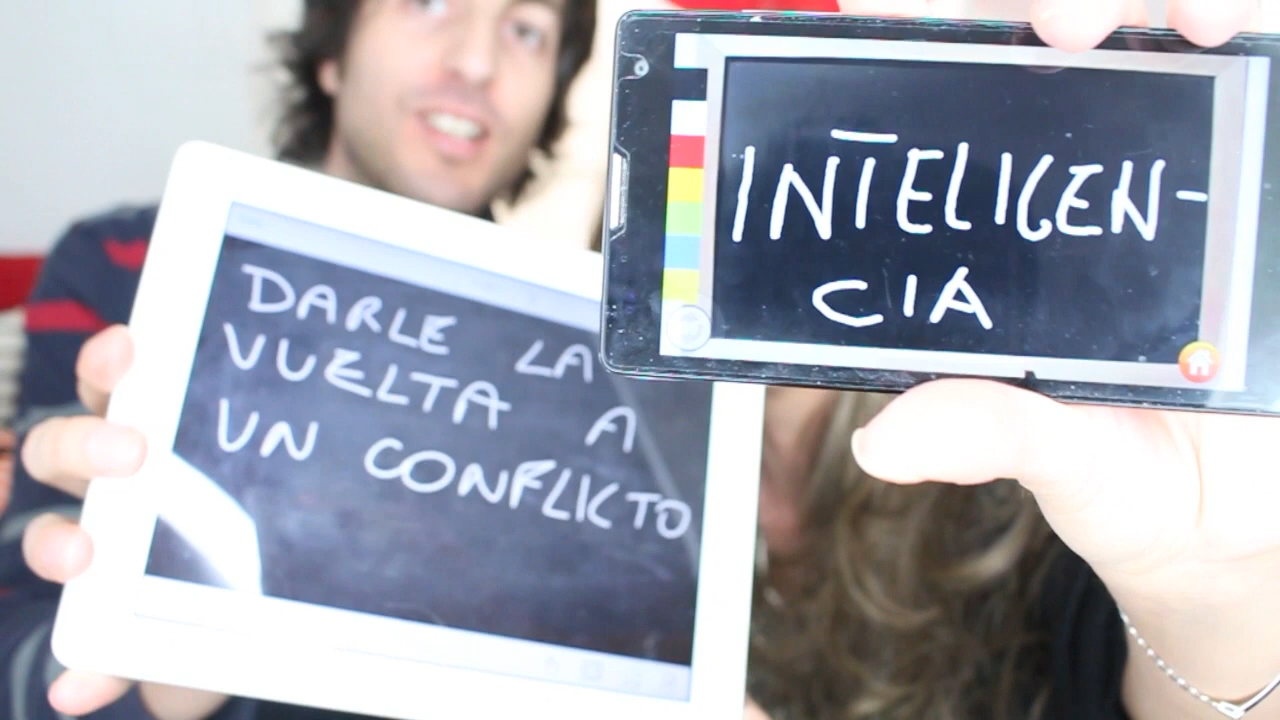 DARLE LA
VUELTA A
UN CONFLICTO
INTELIGEN-
CIA